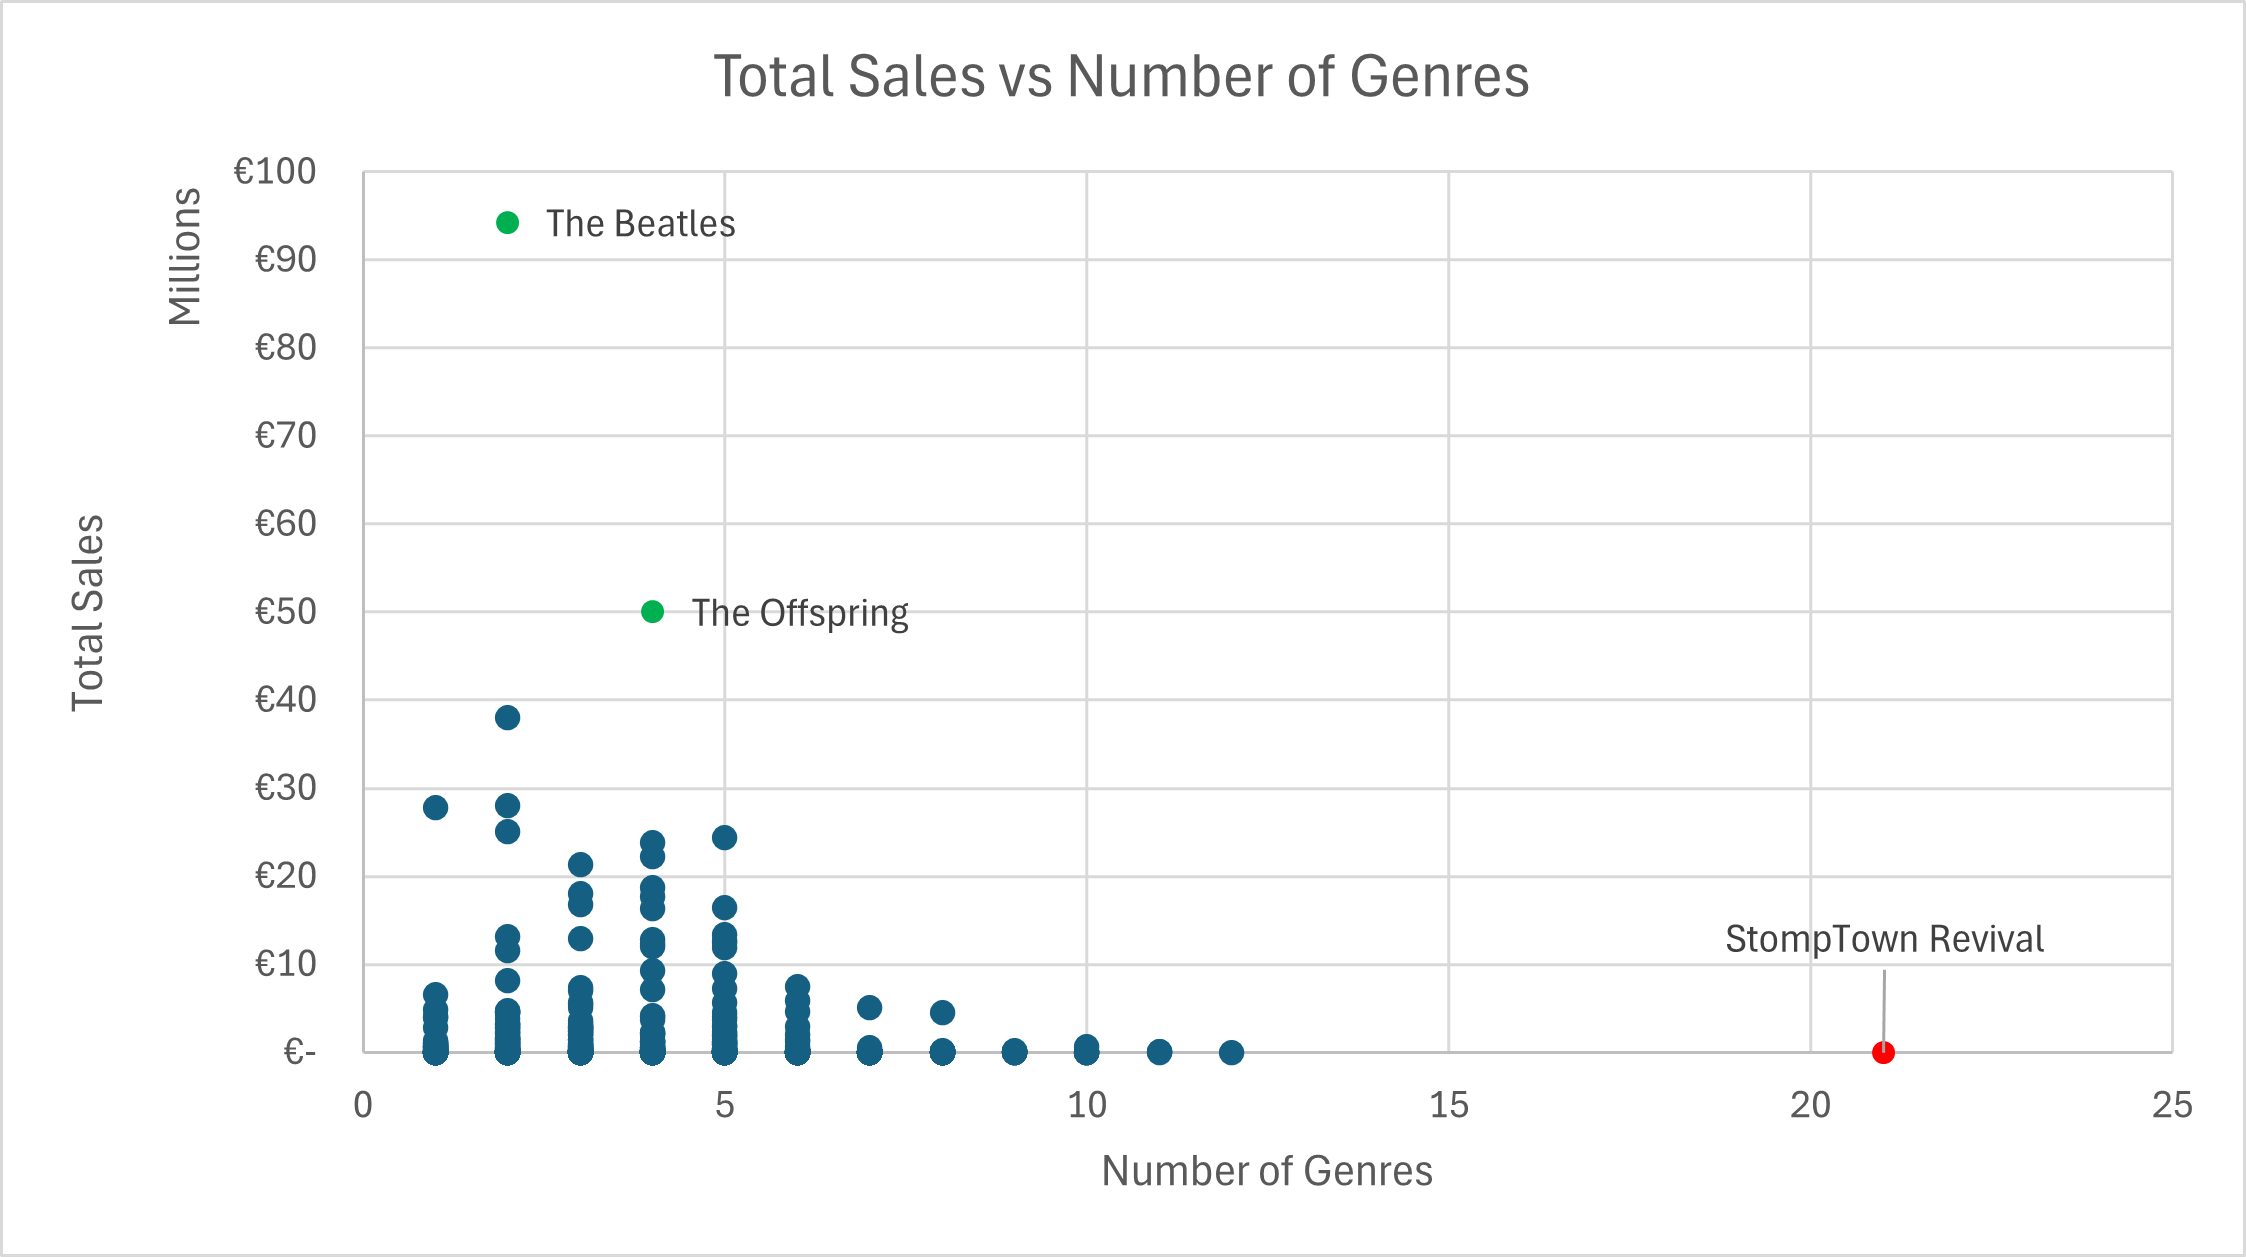 Total Sales vs Number of Genres
Millions
Total Sales
€100
€90
€80
€70
€60
€50
€40
€30
€20
€10
€-
The Beatles
The Offspring
StompTown Revival
0
5
10
15
20
25
Number of Genres